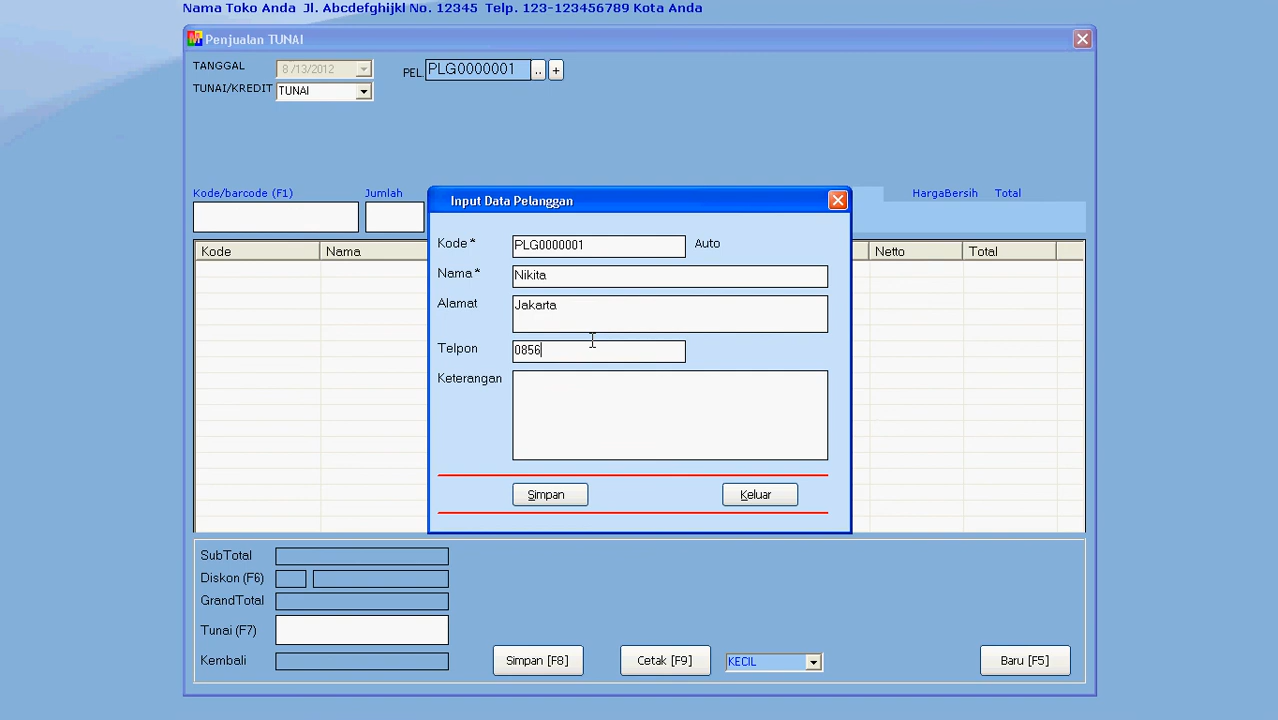 Nama Toko Anda Jl. Abcdefghijkl No. 12345 Telp. 123-123456789 Kota Anda
Penjualan TUNAI
TANGGAL 8 /13/2012 PEL PLG0000001 .. +
TUNAI/KREDIT TUNAI
Kode/barcode (F1) Jumlah HargaBersih Total
Kode Nama Netto Total
Input Data Pelanggan
Kode * PLG0000001 Auto
Nama * Nikita
Alamat Jakarta
Telpon 0856
Keterangan
Simpan Keluar
SubTotal
Diskon (F6)
GrandTotal
Tunai (F7)
Kembali
Simpan [F8] Cetak [F9] KECIL Baru [F5]